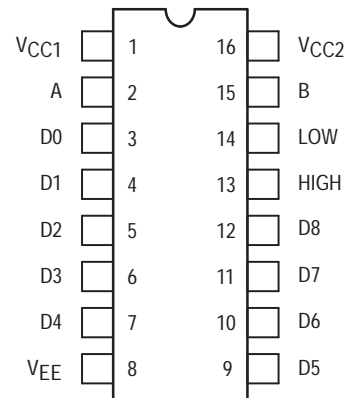 VCC1 1 16 VCC2
A 2 15 B
D0 3 14 LOW
D1 4 13 HIGH
D2 5 12 D8
D3 6 11 D7
D4 7 10 D6
VEE 8 9 D5